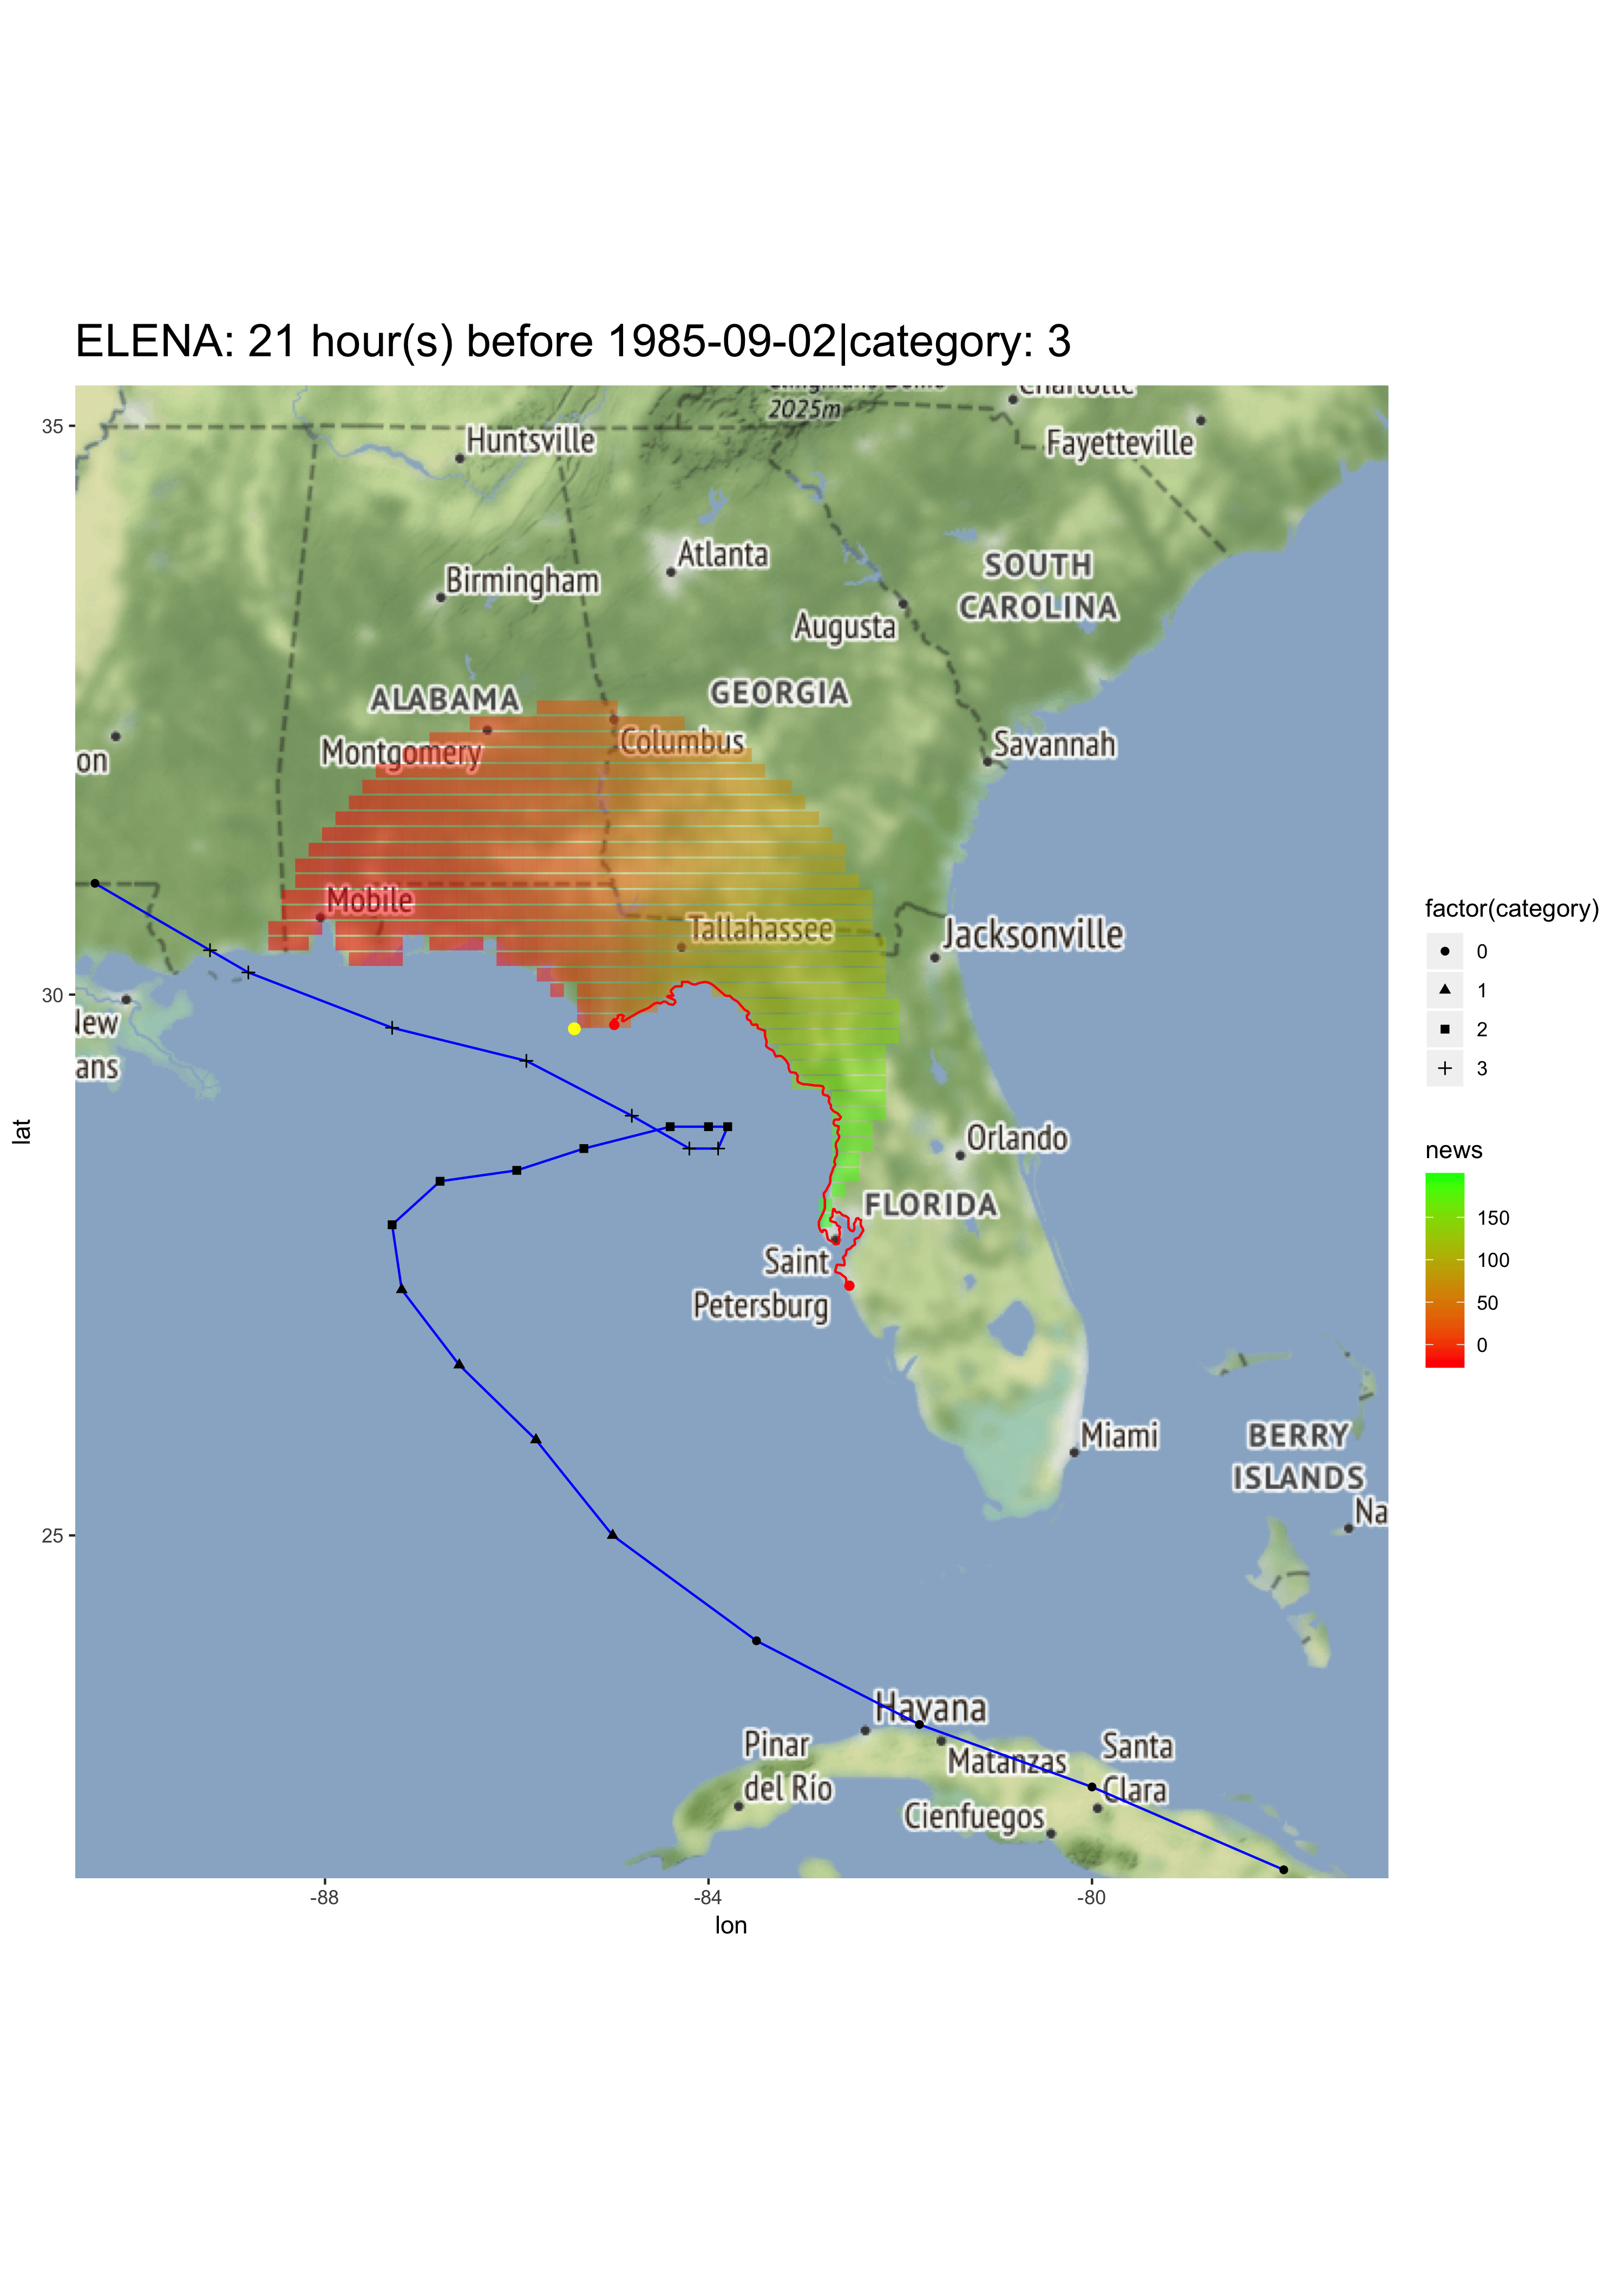 ELENA: 21 hour(s) before 1985-09-02|category: 3
Charlotte
2025m
Huntsville
Fayetteville
Atlanta
Birmingham
SOUTH
CAROLINA
Augusta
ALABAMA
GEORGIA
Montgomery
Columbus
Savannah
on
Mobile
Tallahassee
Jacksonville
New
ans
Orlando
FLORIDA
Saint
Petersburg
Miami
BERRY
ISLANDS
Na
Havana
Pinar
del Río
Matanzas
Santa
Clara
Cienfuegos
35
30
25
lat
-88
-84
-80
lon
factor(category)
0
1
2
3
news
150
100
50
0